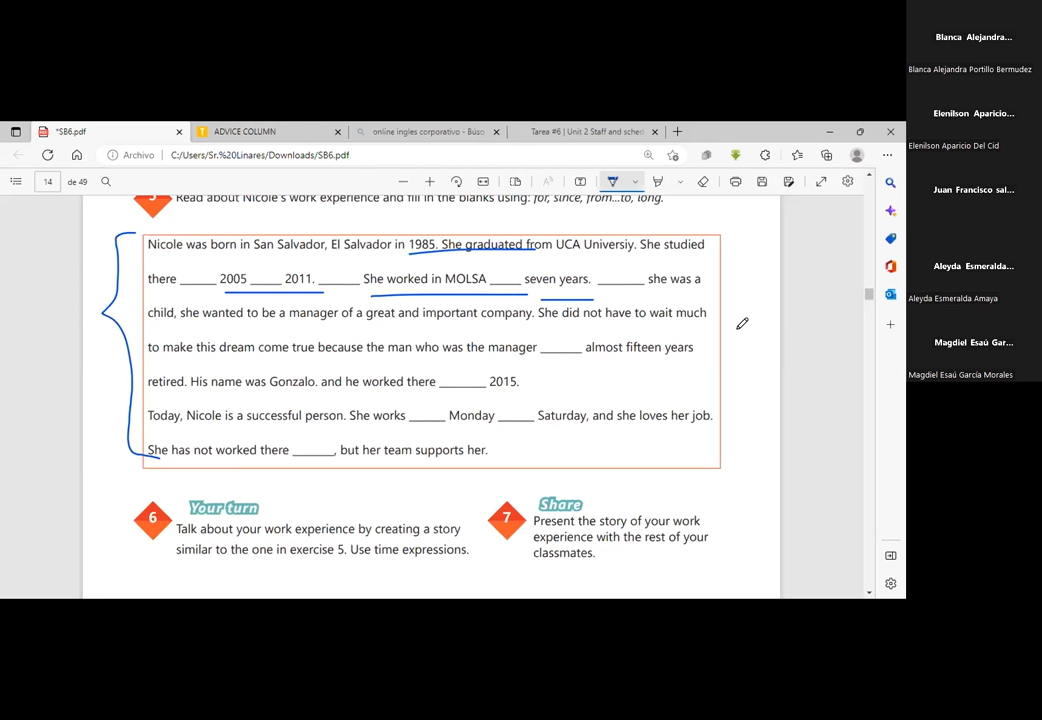 *SB6.pdf
ADVICE COLUMN
online ingles corporativo - Búso
Tarea #6 | Unit 2 Staff and sched
Archivo
C:/Users/Sr.%20Linares/Downloads/SB6.pdf
14
de 49
Read about Nicole's work experience and fill in the blanks using: for, since, from...to, long.
Nicole was born in San Salvador, El Salvador in 1985. She graduated from UCA Universiy. She studied
there ______ 2005 _____ 2011. _______ She worked in MOLSA _____ seven years. ________ she was a
child, she wanted to be a manager of a great and important company. She did not have to wait much
to make this dream come true because the man who was the manager _______ almost fifteen years
retired. His name was Gonzalo. and he worked there ________ 2015.
Today, Nicole is a successful person. She works ______ Monday ______ Saturday, and she loves her job.
She has not worked there _______, but her team supports her.
6
Your turn
Talk about your work experience by creating a story
similar to the one in exercise 5. Use time expressions.
7
Share
Present the story of your work
experience with the rest of your
classmates.
Blanca Alejandra...
Blanca Alejandra Portillo Bermudez
Elenilson Aparicio...
Elenilson Aparicio Del Cid
Juan Francisco sal...
Aleyda Esmeralda...
Aleyda Esmeralda Amaya
Magdiel Esaú Gar...
Magdiel Esaú García Morales